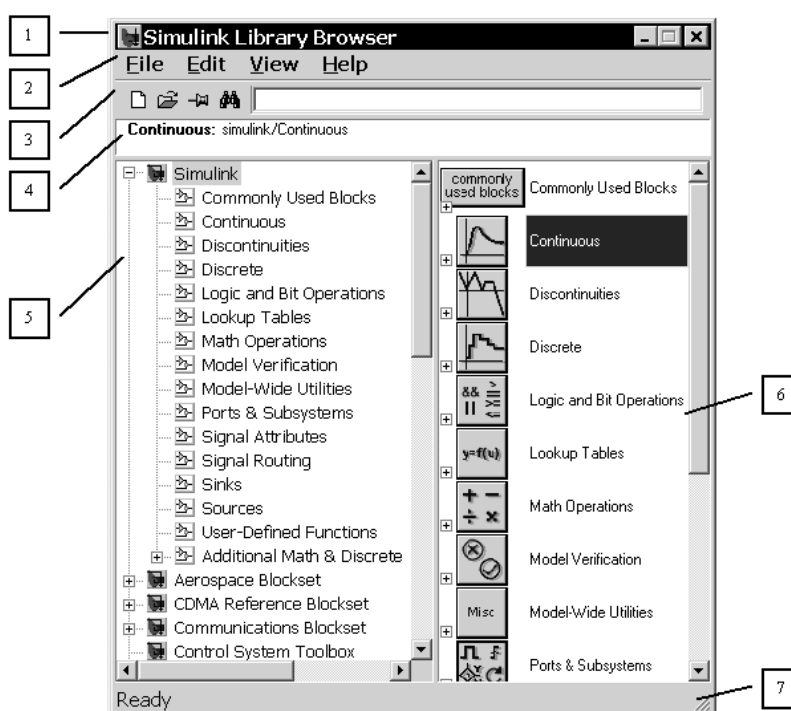 1
Simulink Library Browser
2
File Edit View Help
3
4
Continuous: simulink/Continuous
5
Simulink
Commonly Used Blocks
Continuous
Discontinuities
Discrete
Logic and Bit Operations
Lookup Tables
Math Operations
Model Verification
Model-Wide Utilities
Ports & Subsystems
Signal Attributes
Signal Routing
Sinks
Sources
User-Defined Functions
Additional Math & Discrete
Aerospace Blockset
CDMA Reference Blockset
Communications Blockset
Control System Toolbox
commonly
used blocks
Commonly Used Blocks
Continuous
Discontinuities
Discrete
&& > =
|| >= <=
Logic and Bit Operations
y=f(u)
Lookup Tables
+ −
÷ ×
Math Operations
Model Verification
Misc
Model-Wide Utilities
Ports & Subsystems
6
Ready
7